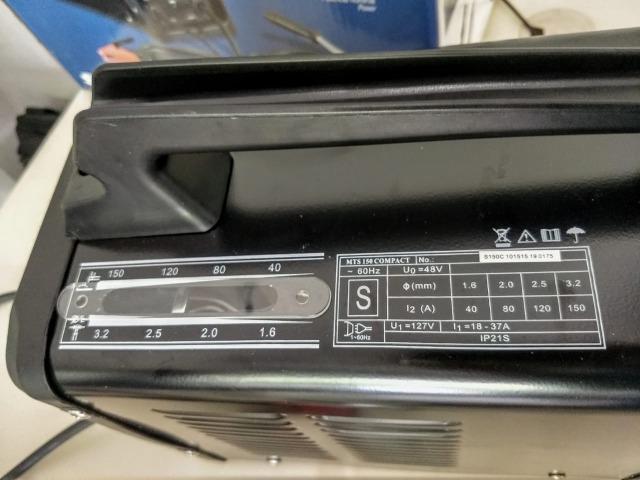 Power
150 120 80 40
3.2 2.5 2.0 1.6
MTS 150 COMPACT No.: S150C 101515 19 0175
~ 60Hz U0=48V
S
Φ(mm) 1.6 2.0 2.5 3.2
I2 (A) 40 80 120 150
1~60Hz
U1=127V I1=18-37A
IP21S